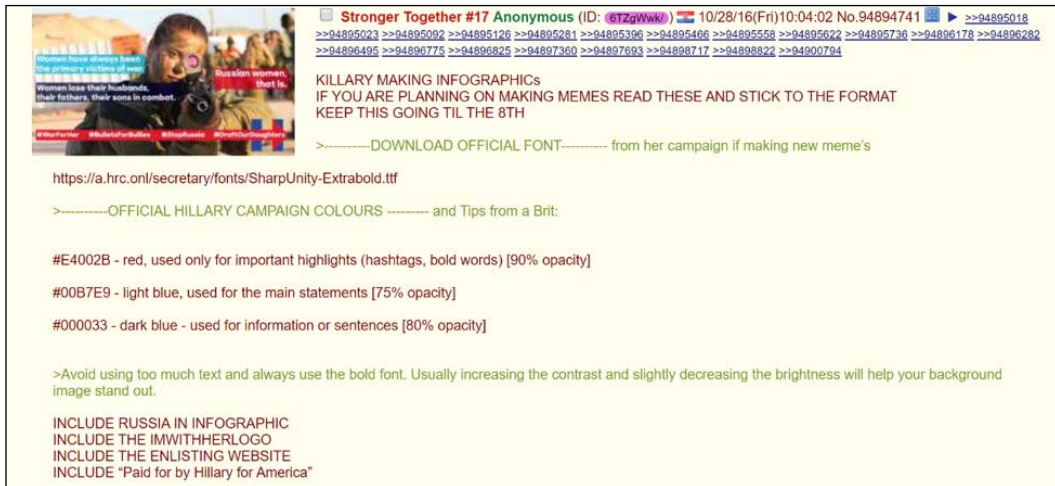 Stronger Together #17 Anonymous (ID: 6TZgWwk/) 10/28/16(Fri)10:04:02 No.94894741 >>94895018
>>94895023 >>94895092 >>94895126 >>94895281 >>94895396 >>94895466 >>94895558 >>94895622 >>94895736 >>94896178 >>94896282
>>94896495 >>94896775 >>94896825 >>94897360 >>94897693 >>94898717 >>94898822 >>94900794
Women have always been
the primary victims of war.
Women lose their husbands,
their fathers, their sons in combat.
Russian women,
that is.
#WarForHer #BulletsForBullies #StopRussia #DraftOurDaughters
KILLARY MAKING INFOGRAPHICs
IF YOU ARE PLANNING ON MAKING MEMES READ THESE AND STICK TO THE FORMAT
KEEP THIS GOING TIL THE 8TH
>----------DOWNLOAD OFFICIAL FONT---------- from her campaign if making new meme's
https://a.hrc.onl/secretary/fonts/SharpUnity-Extrabold.ttf
>----------OFFICIAL HILLARY CAMPAIGN COLOURS --------- and Tips from a Brit:
#E4002B - red, used only for important highlights (hashtags, bold words) [90% opacity]
#00B7E9 - light blue, used for the main statements [75% opacity]
#000033 - dark blue - used for information or sentences [80% opacity]
>Avoid using too much text and always use the bold font. Usually increasing the contrast and slightly decreasing the brightness will help your background
image stand out.
INCLUDE RUSSIA IN INFOGRAPHIC
INCLUDE THE IMWITHHERLOGO
INCLUDE THE ENLISTING WEBSITE
INCLUDE “Paid for by Hillary for America”